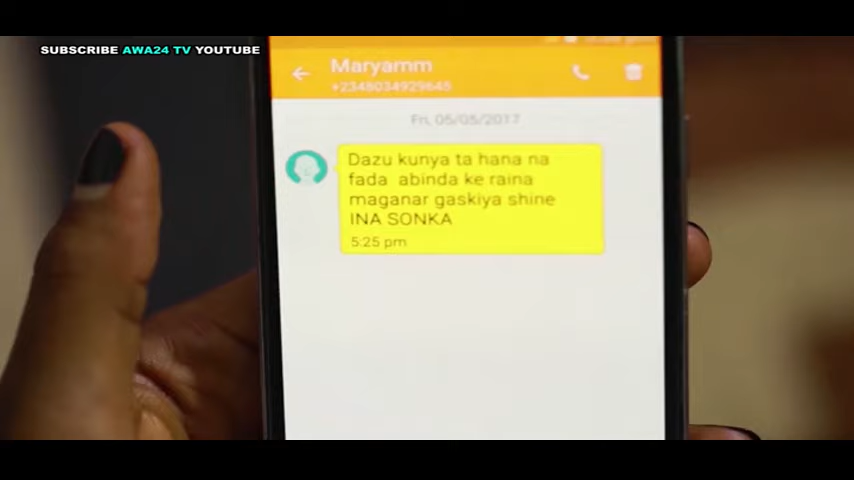 SUBSCRIBE AWA24 TV YOUTUBE
Maryamm
+2348034929645
Fri, 05/05/2017
Dazu kunya ta hana na
fada abinda ke raina
maganar gaskiya shine
INA SONKA
5:25 pm